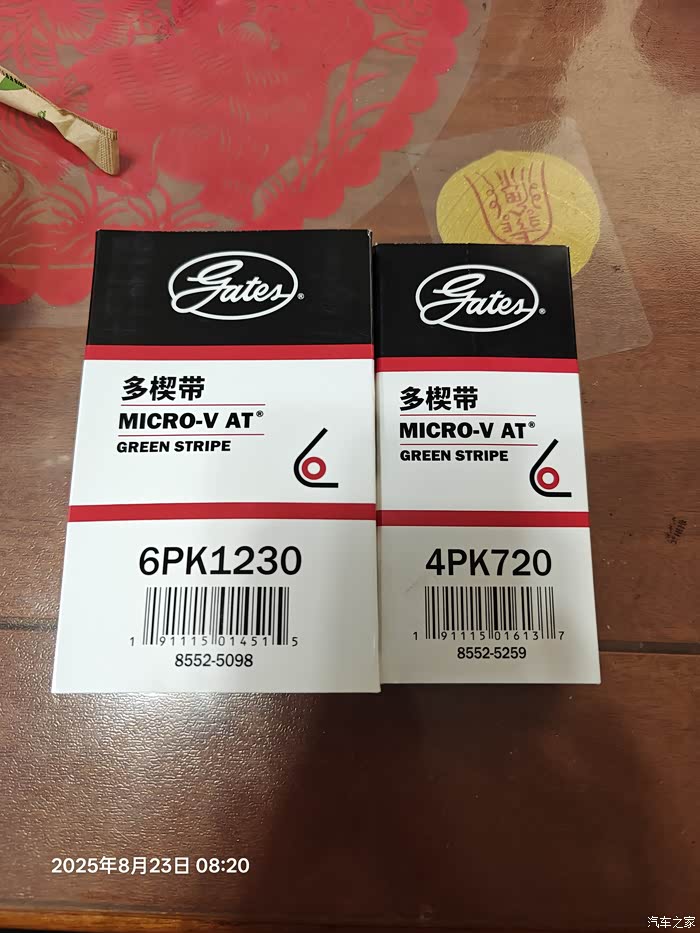 Gates®
多楔带
MICRO-V AT®
GREEN STRIPE
6PK1230
1 91115 01451 5
8552-5098
Gates®
多楔带
MICRO-V AT®
GREEN STRIPE
4PK720
1 91115 01613 7
8552-5259
2025年8月23日 08:20
汽车之家